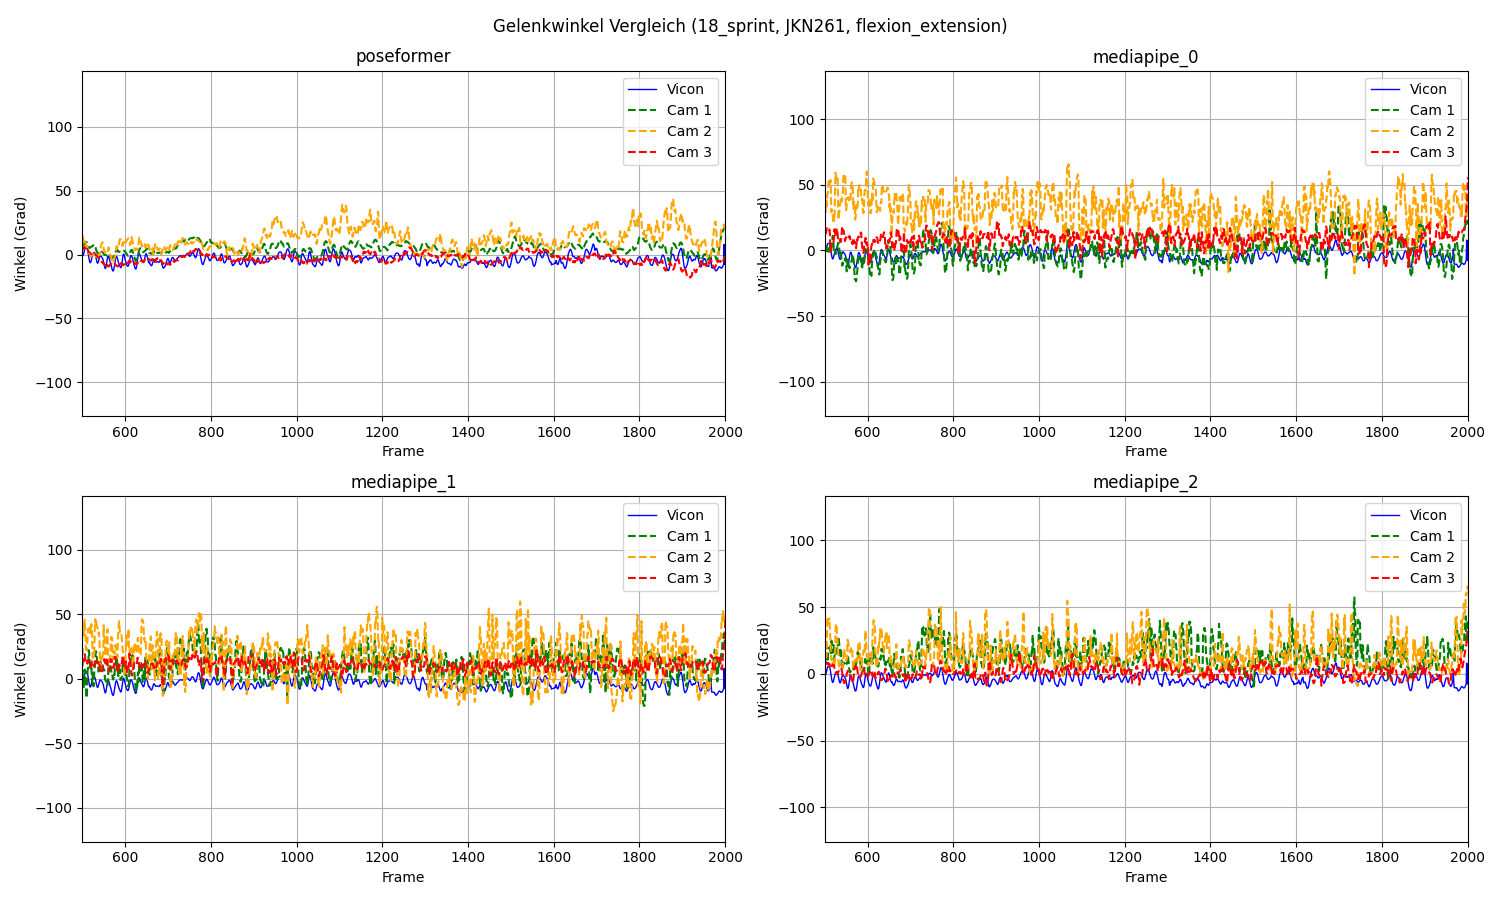 Gelenkwinkel Vergleich (18_sprint, JKN261, flexion_extension)
poseformer
Winkel (Grad)
100
50
0
−50
−100
600 800 1000 1200 1400 1600 1800 2000
Frame
Vicon
Cam 1
Cam 2
Cam 3
mediapipe_0
Winkel (Grad)
100
50
0
−50
−100
600 800 1000 1200 1400 1600 1800 2000
Frame
Vicon
Cam 1
Cam 2
Cam 3
mediapipe_1
Winkel (Grad)
100
50
0
−50
−100
600 800 1000 1200 1400 1600 1800 2000
Frame
Vicon
Cam 1
Cam 2
Cam 3
mediapipe_2
Winkel (Grad)
100
50
0
−50
−100
600 800 1000 1200 1400 1600 1800 2000
Frame
Vicon
Cam 1
Cam 2
Cam 3